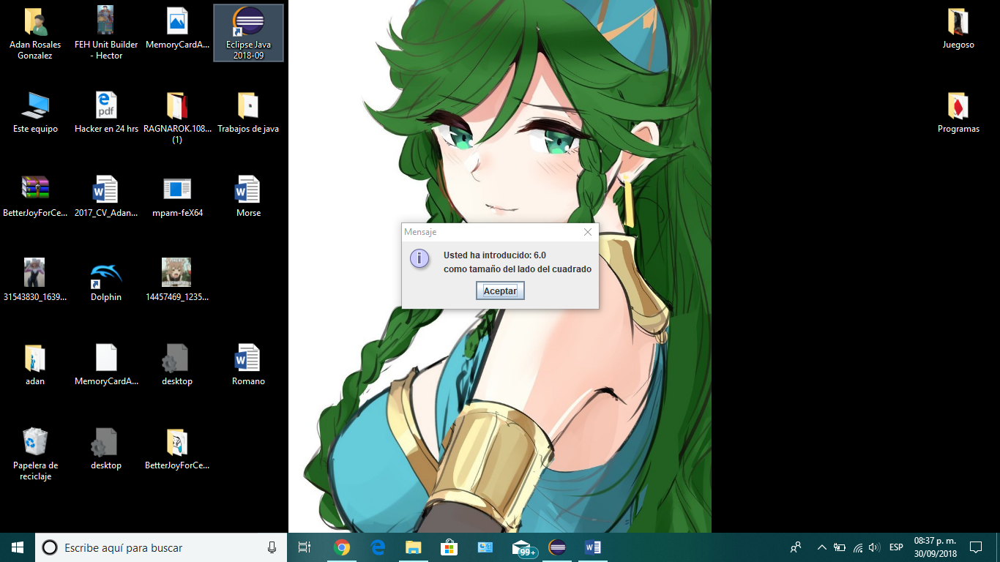 Adan Rosales
Gonzalez
FEH Unit Builder
- Hector
MemoryCardA...
Eclipse Java
2018-09
Juegoso
Este equipo
pdf
Hacker en 24 hrs
RAGNAROK.108...
(1)
Trabajos de java
Programas
BetterJoyForCe...
2017_CV_Adan...
mpam-feX64
Morse
Mensaje
Usted ha introducido: 6.0
como tamaño del lado del cuadrado
Aceptar
31543830_1639...
Dolphin
14457469_1235...
adan
MemoryCardA...
desktop
Romano
Papelera de
reciclaje
desktop
BetterJoyForCe...
Escribe aquí para buscar
99+
ESP
08:37 p. m.
30/09/2018